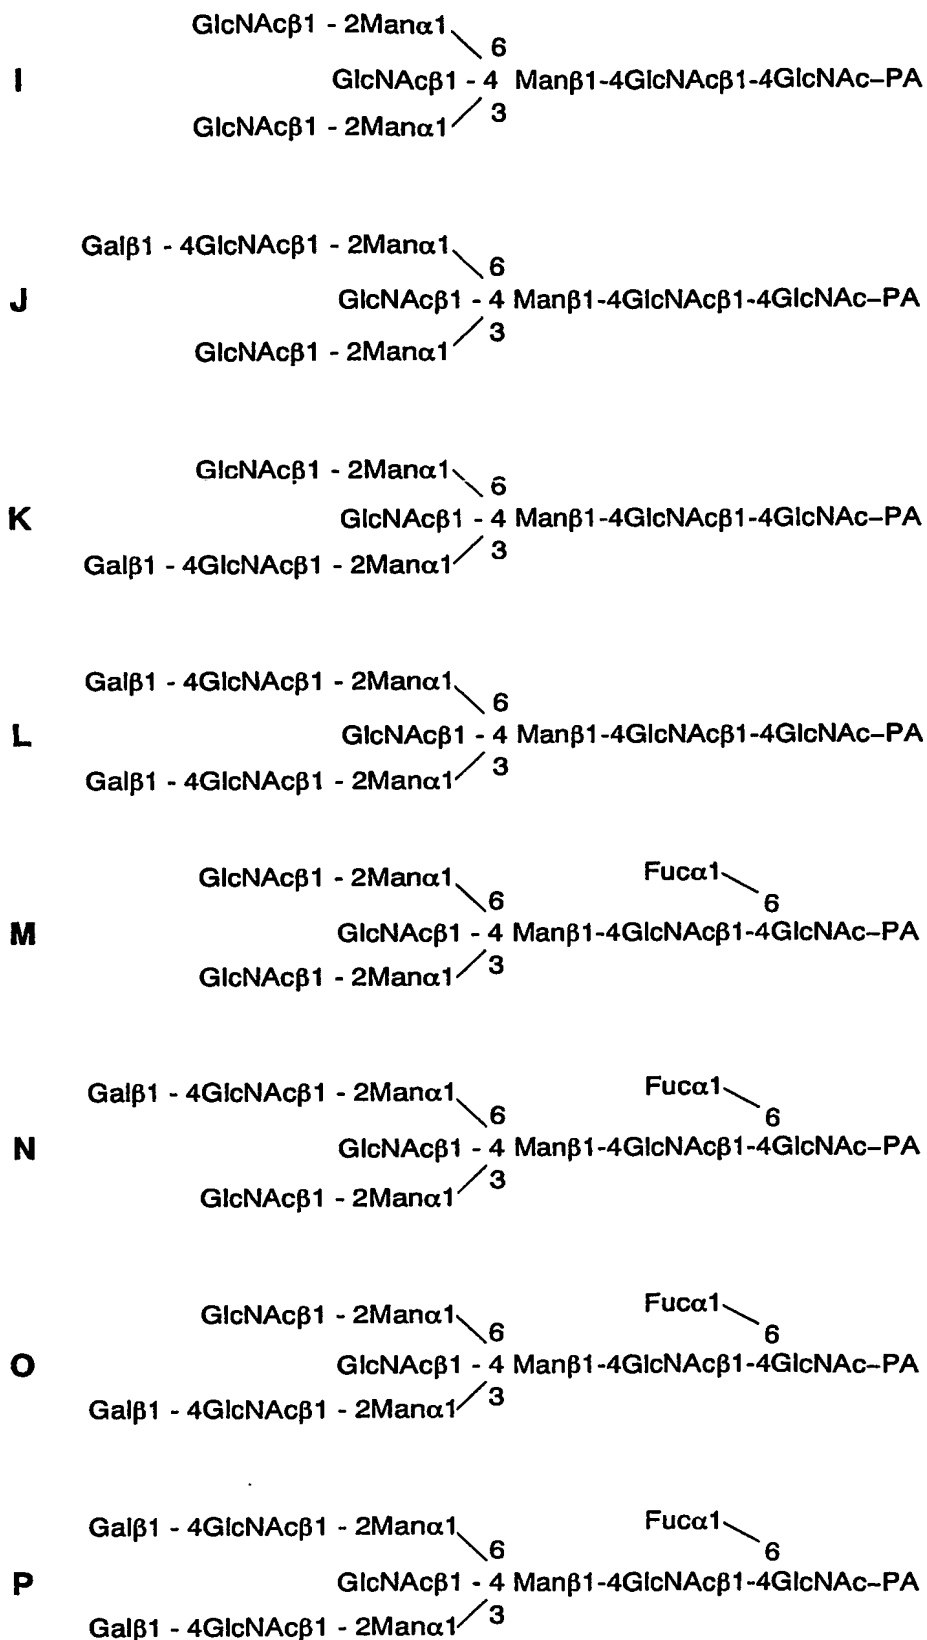 GlcNAcβ1 - 2Manα1
6
I GlcNAcβ1 - 4 Manβ1-4GlcNAcβ1-4GlcNAc–PA
3
GlcNAcβ1 - 2Manα1
Galβ1 - 4GlcNAcβ1 - 2Manα1
6
J GlcNAcβ1 - 4 Manβ1-4GlcNAcβ1-4GlcNAc–PA
3
GlcNAcβ1 - 2Manα1
GlcNAcβ1 - 2Manα1
6
K GlcNAcβ1 - 4 Manβ1-4GlcNAcβ1-4GlcNAc–PA
3
Galβ1 - 4GlcNAcβ1 - 2Manα1
Galβ1 - 4GlcNAcβ1 - 2Manα1
6
L GlcNAcβ1 - 4 Manβ1-4GlcNAcβ1-4GlcNAc–PA
3
Galβ1 - 4GlcNAcβ1 - 2Manα1
GlcNAcβ1 - 2Manα1 Fucα1
6 6
M GlcNAcβ1 - 4 Manβ1-4GlcNAcβ1-4GlcNAc–PA
3
GlcNAcβ1 - 2Manα1
Galβ1 - 4GlcNAcβ1 - 2Manα1 Fucα1
6 6
N GlcNAcβ1 - 4 Manβ1-4GlcNAcβ1-4GlcNAc–PA
3
GlcNAcβ1 - 2Manα1
GlcNAcβ1 - 2Manα1 Fucα1
6 6
O GlcNAcβ1 - 4 Manβ1-4GlcNAcβ1-4GlcNAc–PA
3
Galβ1 - 4GlcNAcβ1 - 2Manα1
Galβ1 - 4GlcNAcβ1 - 2Manα1 Fucα1
6 6
P GlcNAcβ1 - 4 Manβ1-4GlcNAcβ1-4GlcNAc–PA
3
Galβ1 - 4GlcNAcβ1 - 2Manα1